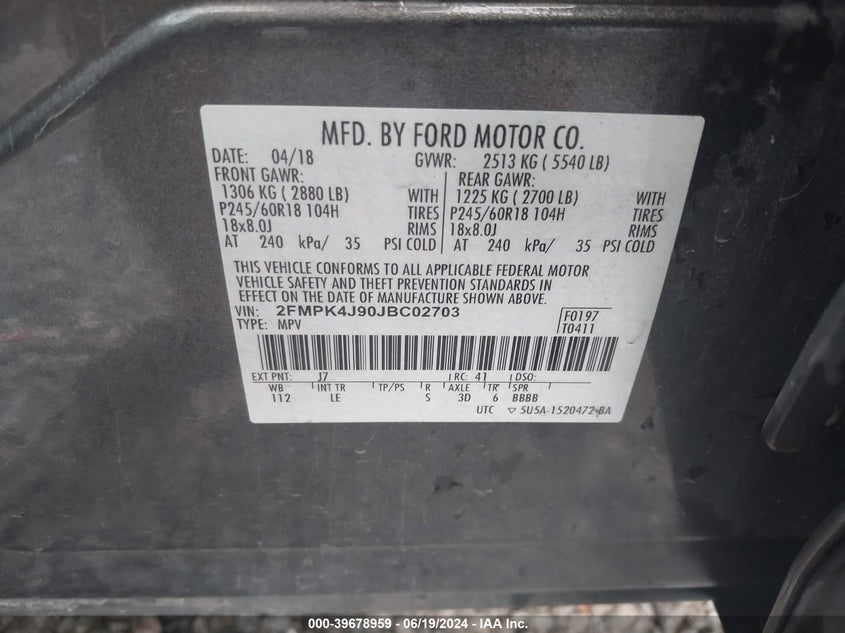 MFD. BY FORD MOTOR CO.
DATE: 04/18 GVWR: 2513 KG ( 5540 LB)
FRONT GAWR: REAR GAWR:
1306 KG ( 2880 LB) WITH 1225 KG ( 2700 LB) WITH
P245/60R18 104H TIRES P245/60R18 104H TIRES
18x8.0J RIMS 18x8.0J RIMS
AT 240 kPa/ 35 PSI COLD AT 240 kPa/ 35 PSI COLD
THIS VEHICLE CONFORMS TO ALL APPLICABLE FEDERAL MOTOR
VEHICLE SAFETY AND THEFT PREVENTION STANDARDS IN
EFFECT ON THE DATE OF MANUFACTURE SHOWN ABOVE.
VIN: 2FMPK4J90JBC02703 F0197
TYPE: MPV T0411
EXT PNT: J7 RC: 41 DSO:
WB INT TR TP/PS R AXLE TR SPR
112 LE S 3D 6 BBBB
UTC ▽ 5U5A-1520472-BA
000-39678959 - 06/19/2024 - IAAI Inc.